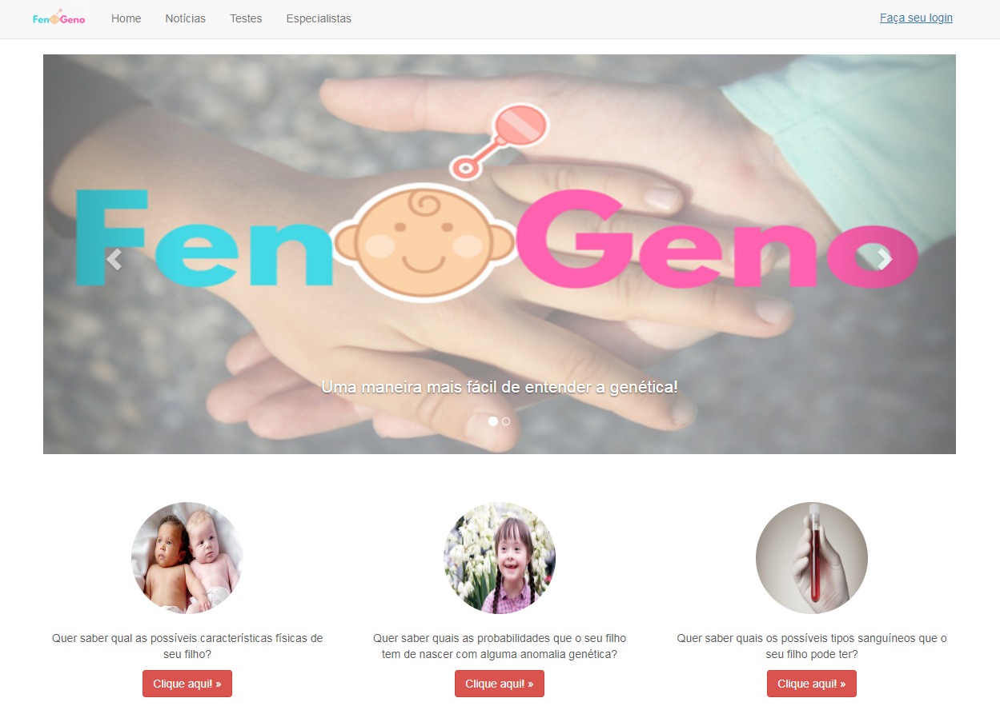 FenoGeno
Home
Notícias
Testes
Especialistas
Faça seu login
FenoGeno
Uma maneira mais fácil de entender a genética!
Quer saber qual as possíveis características físicas de
seu filho?
Clique aqui! »
Quer saber quais as probabilidades que o seu filho
tem de nascer com alguma anomalia genética?
Clique aqui! »
Quer saber quais os possíveis tipos sanguíneos que o
seu filho pode ter?
Clique aqui! »